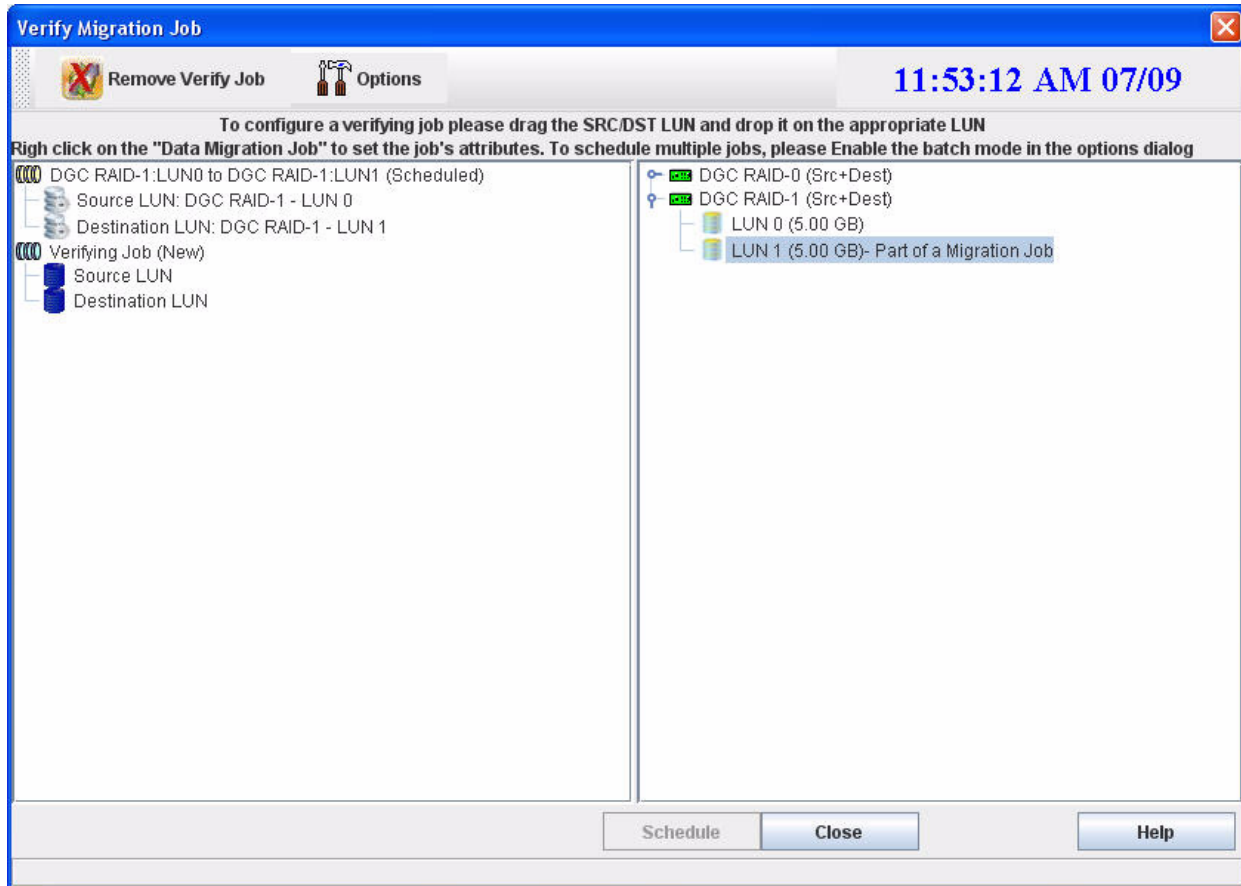 Verify Migration Job
Remove Verify Job
Options
11:53:12 AM 07/09
To configure a verifying job please drag the SRC/DST LUN and drop it on the appropriate LUN
Righ click on the "Data Migration Job" to set the job's attributes. To schedule multiple jobs, please Enable the batch mode in the options dialog
DGC RAID-1:LUN0 to DGC RAID-1:LUN1 (Scheduled)
Source LUN: DGC RAID-1 - LUN 0
Destination LUN: DGC RAID-1 - LUN 1
Verifying Job (New)
Source LUN
Destination LUN
DGC RAID-0 (Src+Dest)
DGC RAID-1 (Src+Dest)
LUN 0 (5.00 GB)
LUN 1 (5.00 GB)- Part of a Migration Job
Schedule
Close
Help